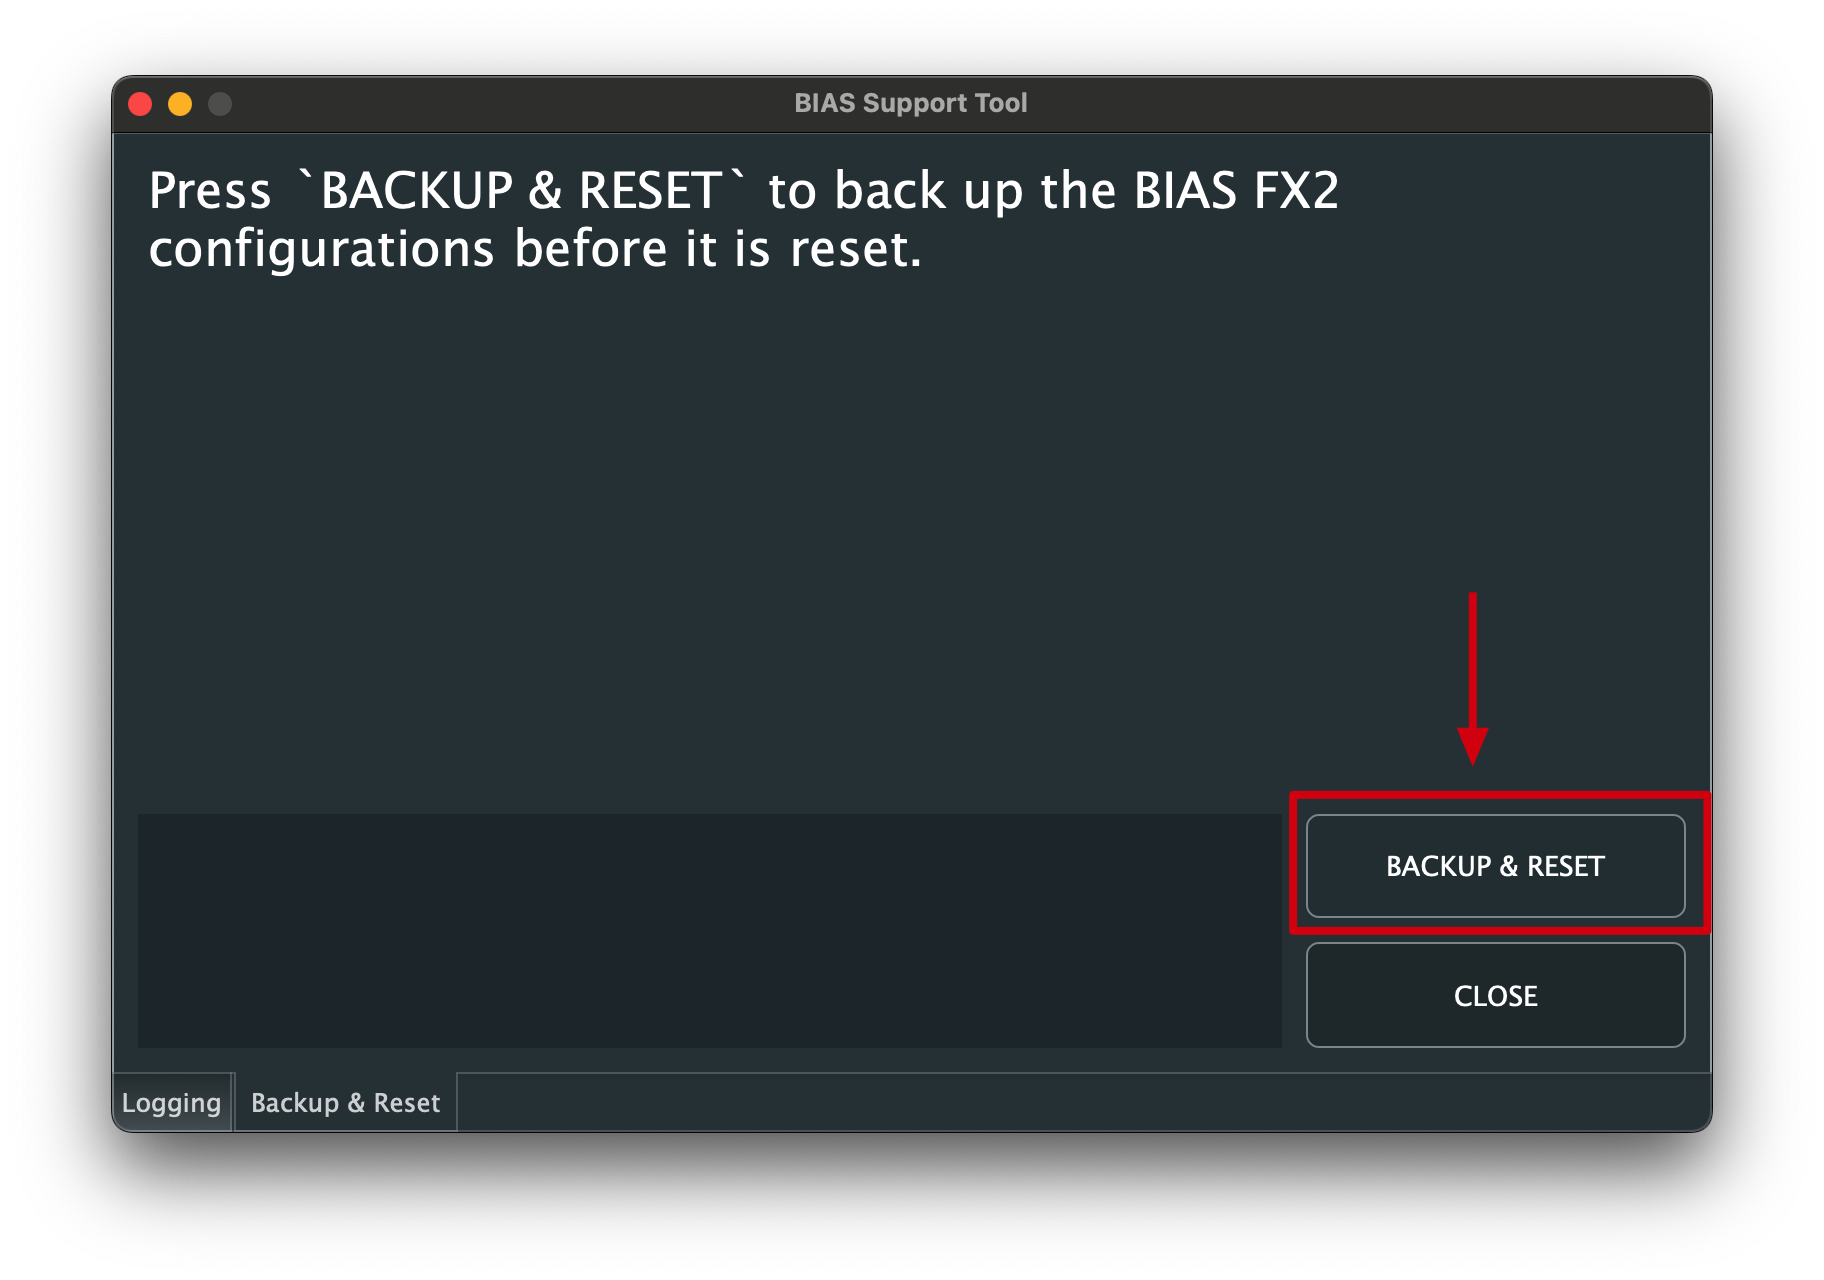 BIAS Support Tool
Press `BACKUP & RESET` to back up the BIAS FX2
configurations before it is reset.
BACKUP & RESET
CLOSE
Logging
Backup & Reset